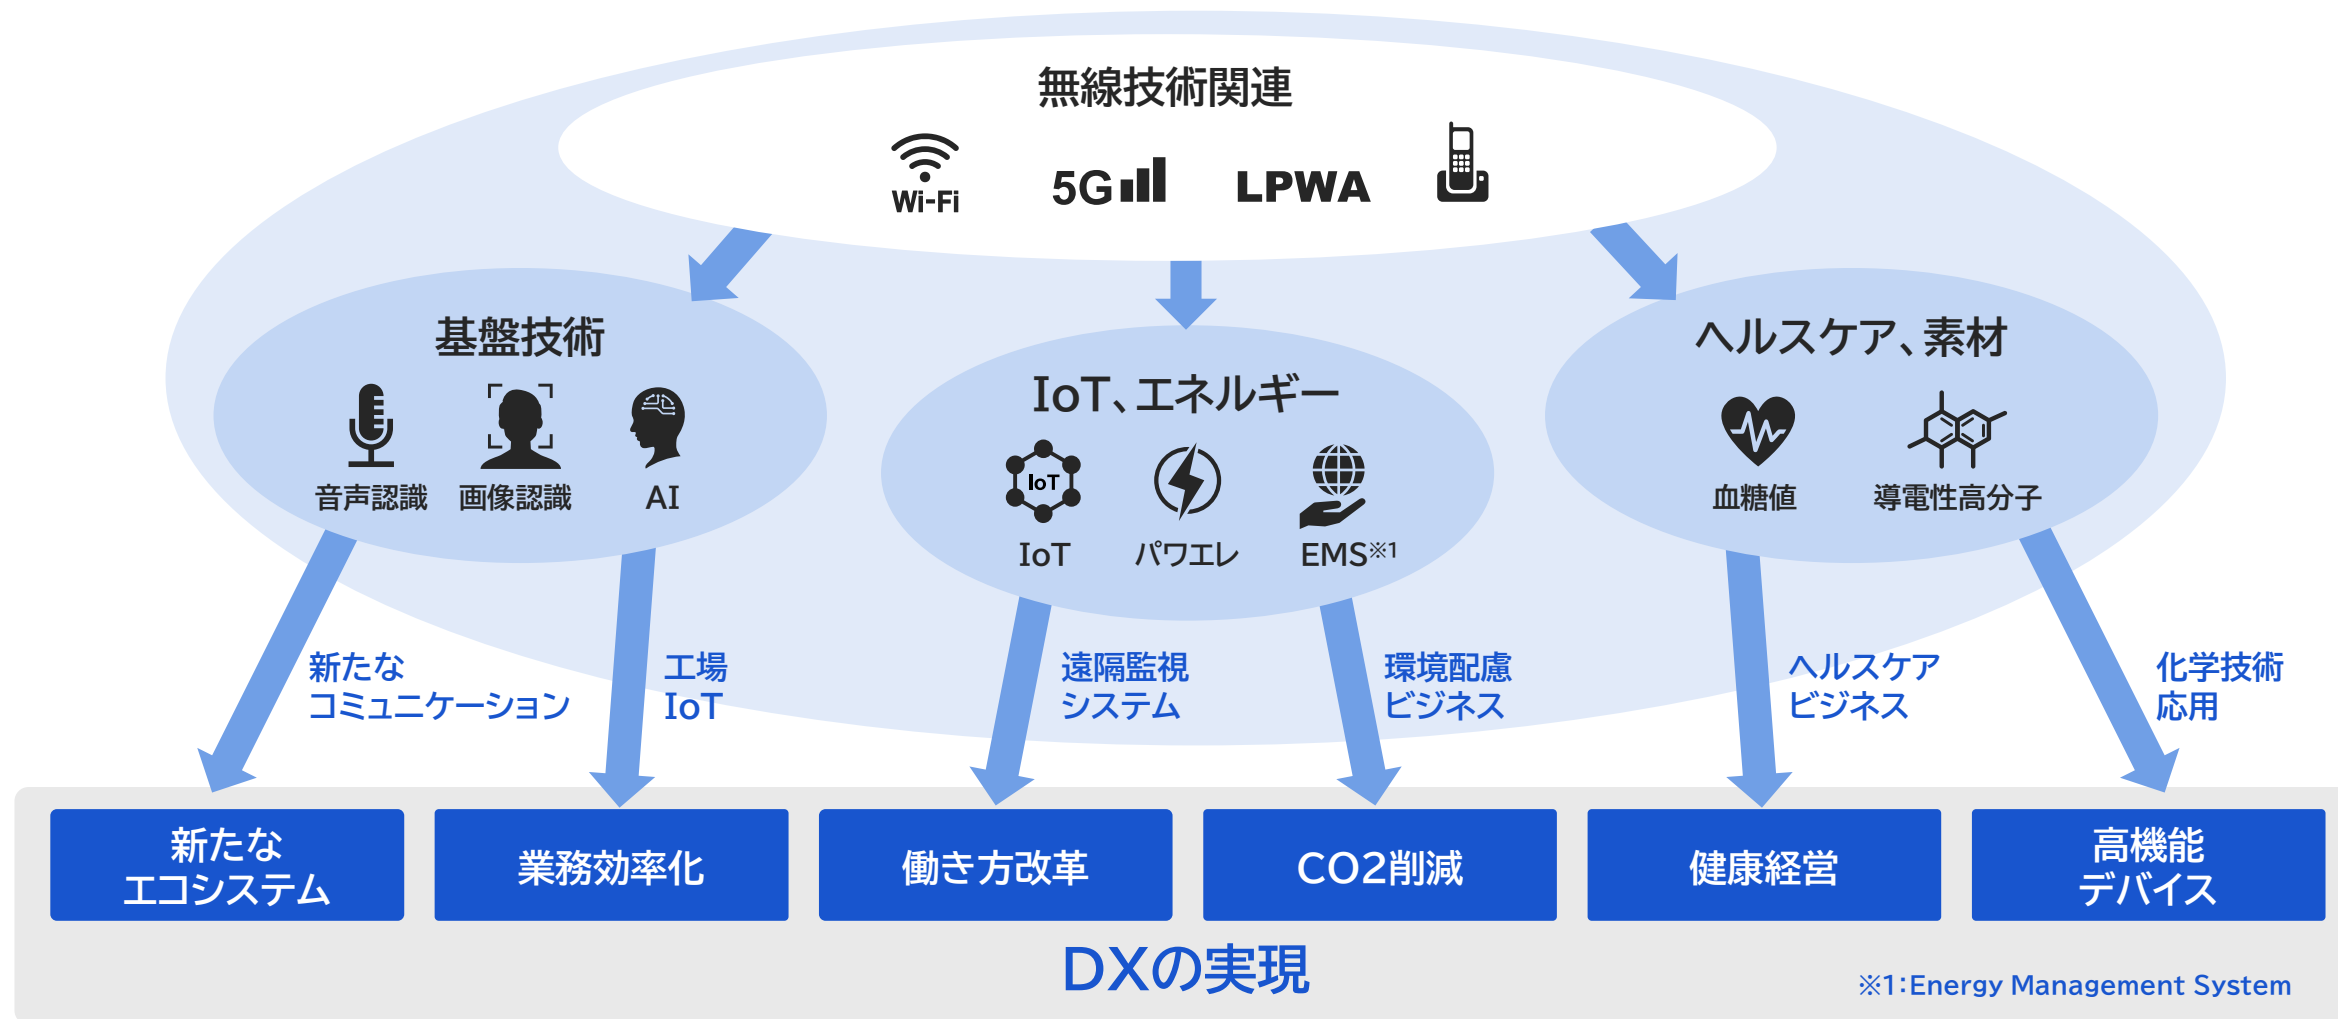 無線技術関連
Wi-Fi
5G
LPWA
基盤技術
音声認識
画像認識
AI
IoT、エネルギー
IoT
IoT
パワエレ
EMS※1
ヘルスケア、素材
血糖値
導電性高分子
新たな
コミュニケーション
工場
IoT
遠隔監視
システム
環境配慮
ビジネス
ヘルスケア
ビジネス
化学技術
応用
新たな
エコシステム
業務効率化
働き方改革
CO2削減
健康経営
高機能
デバイス
DXの実現
※1：Energy Management System